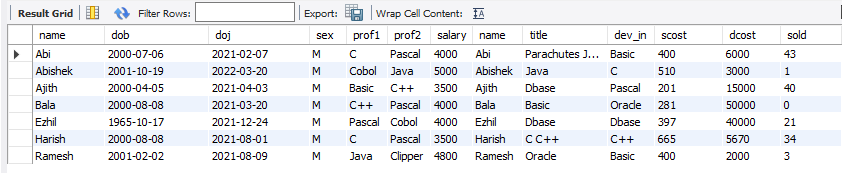 Result Grid Filter Rows: Export: Wrap Cell Content:
name dob doj sex prof1 prof2 salary name title dev_in scost dcost sold
Abi 2000-07-06 2021-02-07 M C Pascal 4000 Abi Parachutes J... Basic 400 6000 43
Abishek 2001-10-19 2022-03-20 M Cobol Java 5000 Abishek Java C 510 3000 1
Ajith 2000-04-05 2021-04-03 M Basic C++ 3500 Ajith Dbase Pascal 201 15000 40
Bala 2000-08-08 2021-03-20 M C++ Pascal 4000 Bala Basic Oracle 281 50000 0
Ezhil 1965-10-17 2021-12-24 M Pascal Cobol 4000 Ezhil Dbase Dbase 397 40000 21
Harish 2000-08-08 2021-08-01 M C Pascal 3500 Harish C C++ C++ 665 5670 34
Ramesh 2001-02-02 2021-08-09 M Java Clipper 4800 Ramesh Oracle Basic 400 2000 3